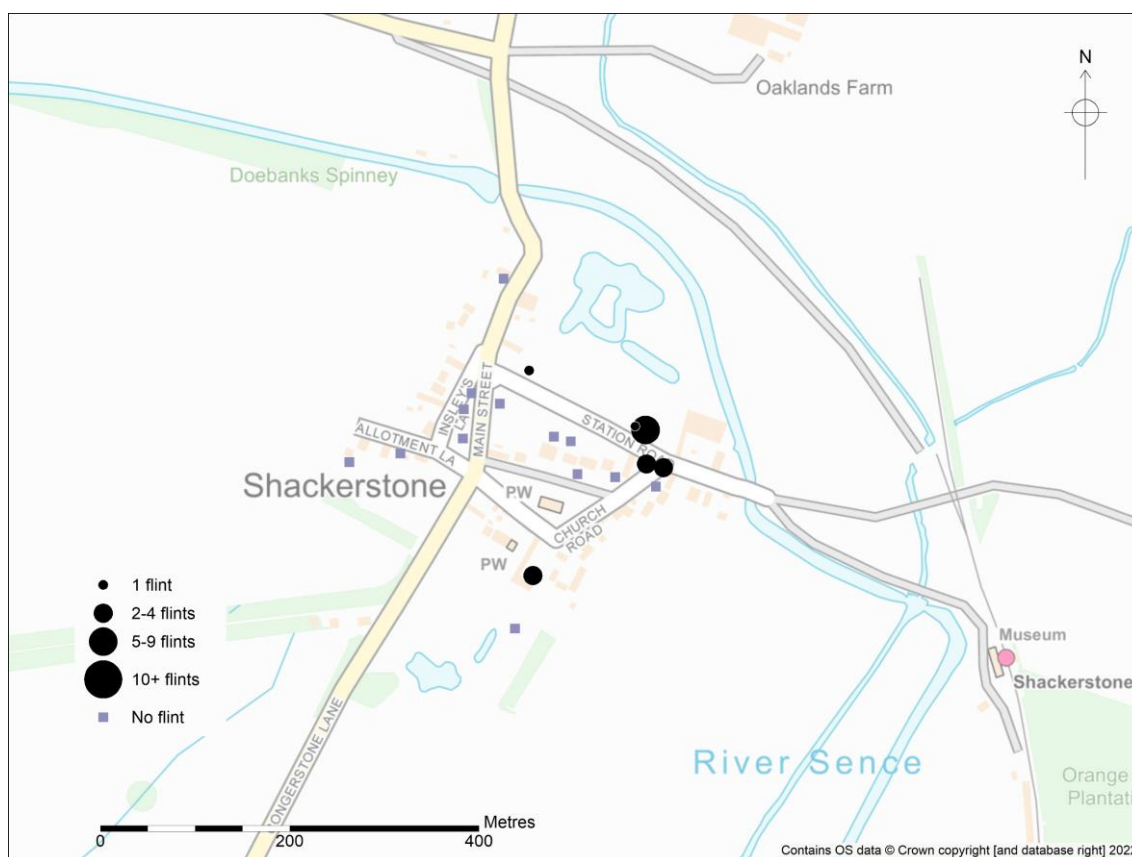 N
Oaklands Farm
Doebanks Spinney
INSLEY'S
LA
MAIN STREET
STATION ROAD
ALLOTMENT LA
Shackerstone
PW
CHURCH
ROAD
PW
1 flint
2-4 flints
5-9 flints
10+ flints
No flint
Museum
Shackerstone
River Sence
Orange
Plantati
CONGERSTONE LANE
Metres
0
200
400
Contains OS data © Crown copyright [and database right] 2022